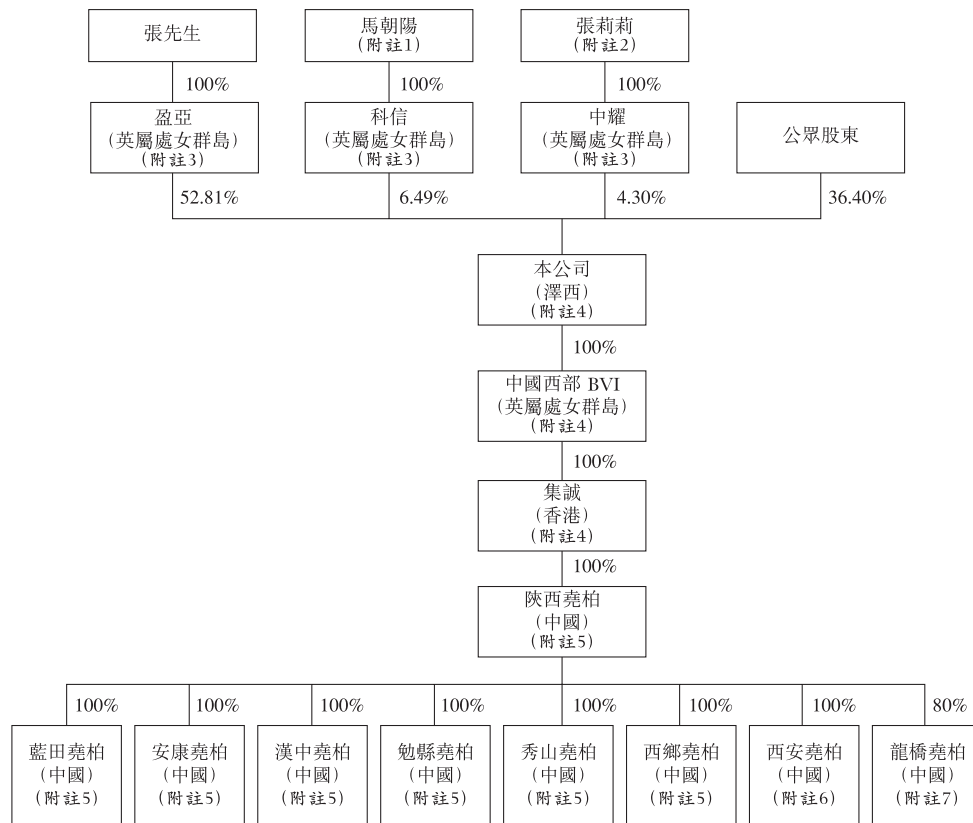 張先生
馬朝陽
(附註1)
張莉莉
(附註2)
100%
100%
100%
盈亞
(英屬處女群島)
(附註3)
科信
(英屬處女群島)
(附註3)
中耀
(英屬處女群島)
(附註3)
公眾股東
52.81%
6.49%
4.30%
36.40%
本公司
(澤西)
(附註4)
100%
中國西部 BVI
(英屬處女群島)
(附註4)
100%
集誠
(香港)
(附註4)
100%
陝西堯柏
(中國)
(附註5)
100%
100%
100%
100%
100%
100%
100%
80%
藍田堯柏
(中國)
(附註5)
安康堯柏
(中國)
(附註5)
漢中堯柏
(中國)
(附註5)
勉縣堯柏
(中國)
(附註5)
秀山堯柏
(中國)
(附註5)
西鄉堯柏
(中國)
(附註5)
西安堯柏
(中國)
(附註6)
龍橋堯柏
(中國)
(附註7)